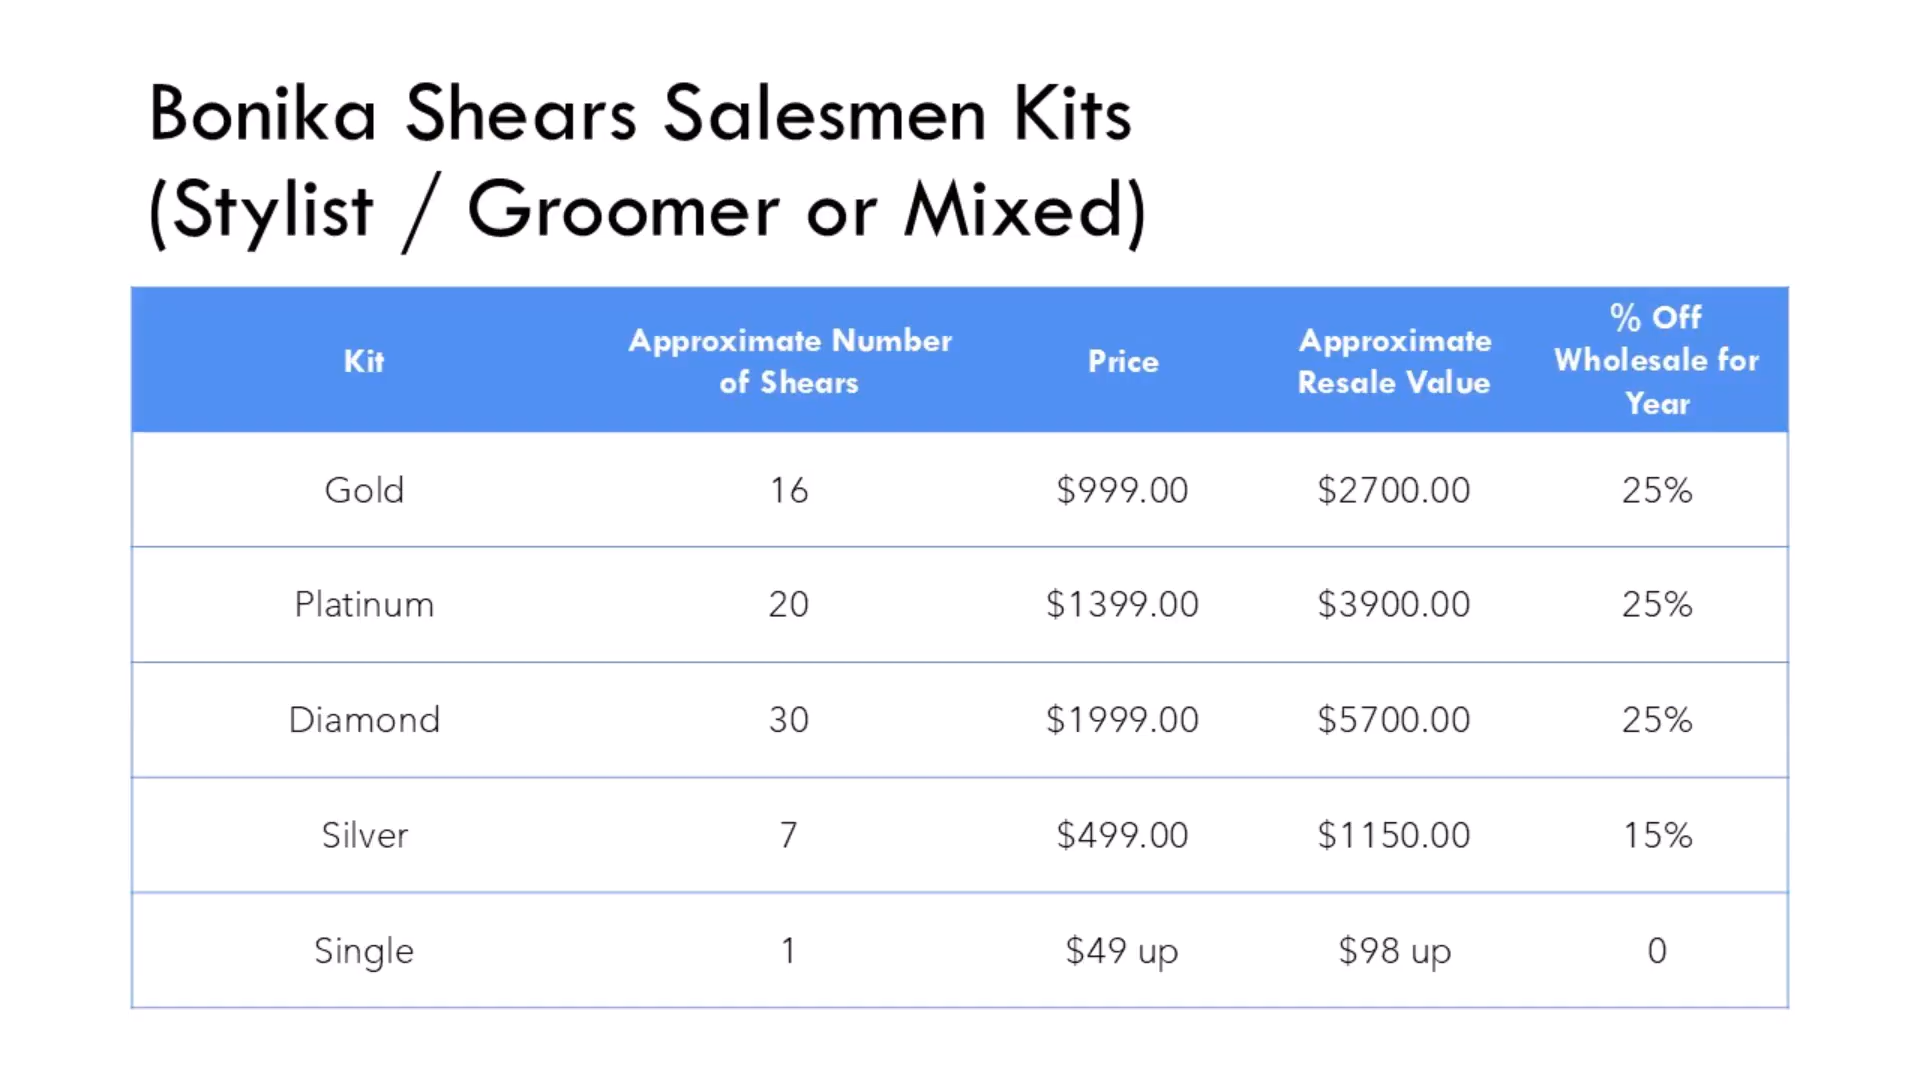 Bonika Shears Salesmen Kits
(Stylist / Groomer or Mixed)
Kit
Approximate Number
of Shears
Price
Approximate
Resale Value
% Off
Wholesale for
Year
Gold 16 $999.00 $2700.00 25%
Platinum 20 $1399.00 $3900.00 25%
Diamond 30 $1999.00 $5700.00 25%
Silver 7 $499.00 $1150.00 15%
Single 1 $49 up $98 up 0